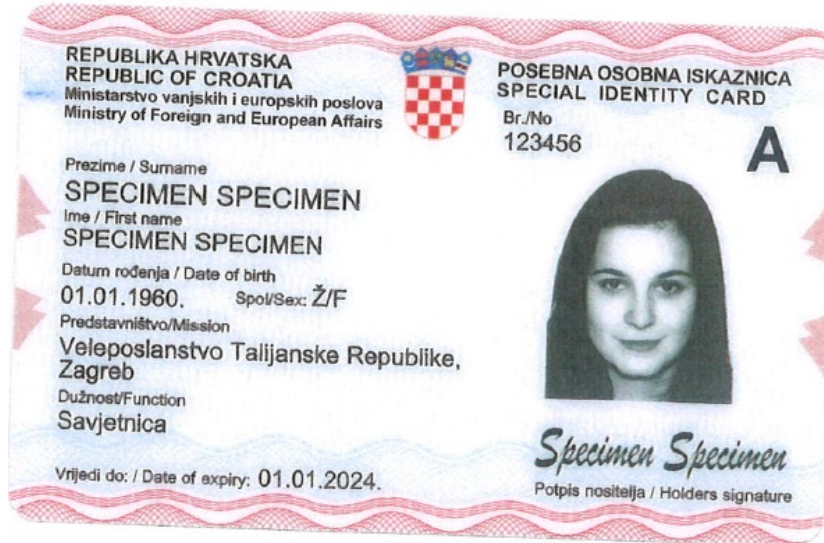 REPUBLIKA HRVATSKA
REPUBLIC OF CROATIA
Ministarstvo vanjskih i europskih poslova
Ministry of Foreign and European Affairs
POSEBNA OSOBNA ISKAZNICA
SPECIAL IDENTITY CARD
Br./No
123456
A
Prezime / Surname
SPECIMEN SPECIMEN
Ime / First name
SPECIMEN SPECIMEN
Datum rođenja / Date of birth
01.01.1960. Spol/Sex: Ž/F
Predstavništvo/Mission
Veleposlanstvo Talijanske Republike,
Zagreb
Dužnost/Function
Savjetnica
Vrijedi do: / Date of expiry: 01.01.2024.
Specimen Specimen
Potpis nositelja / Holders signature